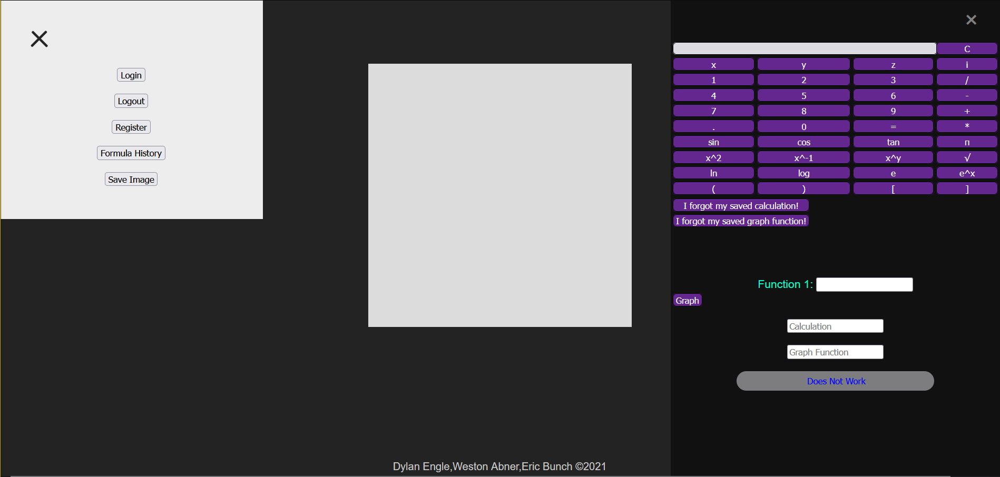 Login
Logout
Register
Formula History
Save Image
C
x y z i
1 2 3 /
4 5 6 -
7 8 9 +
. 0 = *
sin cos tan п
x^2 x^-1 x^y √
ln log e e^x
( ) [ ]
I forgot my saved calculation!
I forgot my saved graph function!
Function 1:
Graph
Calculation
Graph Function
Does Not Work
Dylan Engle,Weston Abner,Eric Bunch ©2021